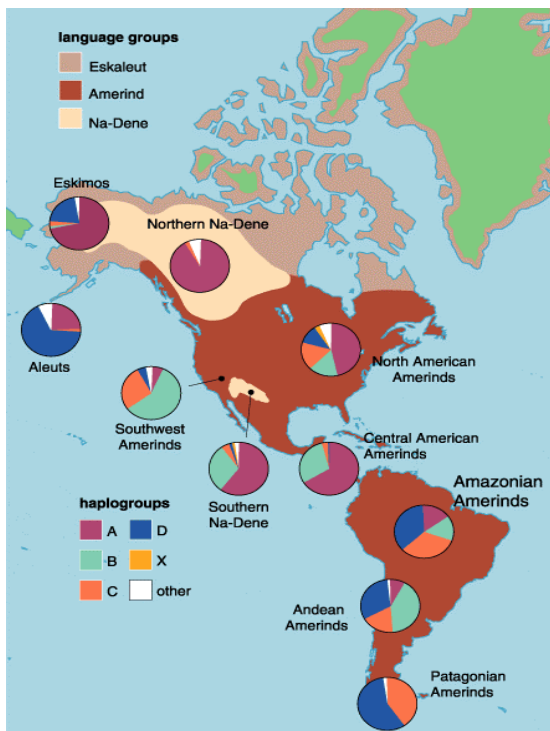 language groups
Eskaleut
Amerind
Na-Dene
Eskimos
Northern Na-Dene
Aleuts
North American
Amerinds
Southwest
Amerinds
Central American
Amerinds
Southern
Na-Dene
Amazonian
Amerinds
haplogroups
A D
B X
C other
Andean
Amerinds
Patagonian
Amerinds